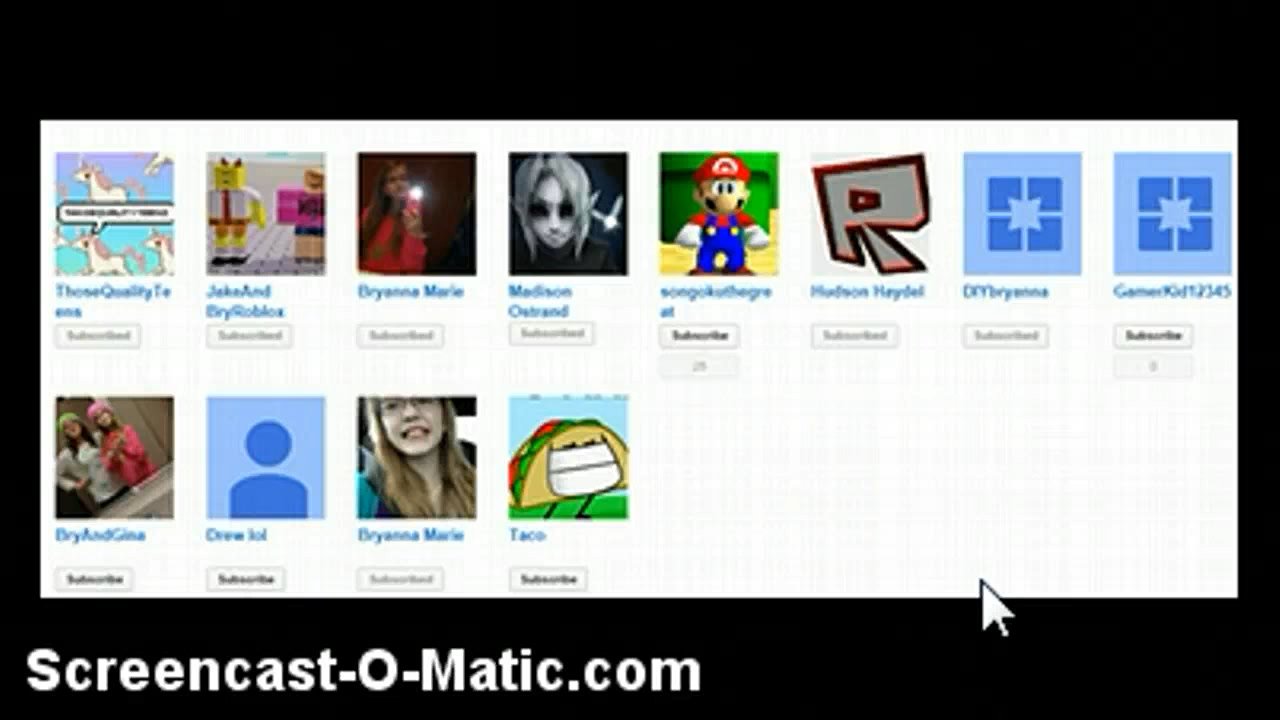 THOSEQUALITYTEENS
ThoseQualityTe
ens
Subscribed
JakeAnd
BryRoblox
Subscribed
Bryanna Marie
Subscribed
Madison
Ostrand
Subscribed
songokuthegre
at
Subscribe
Hudson Haydel
Subscribed
DIYbryanna
Subscribed
GamerKid12345
Subscribe
BryAndGina
Subscribe
Drew lol
Subscribe
Bryanna Marie
Subscribed
Taco
Subscribe
Screencast-O-Matic.com